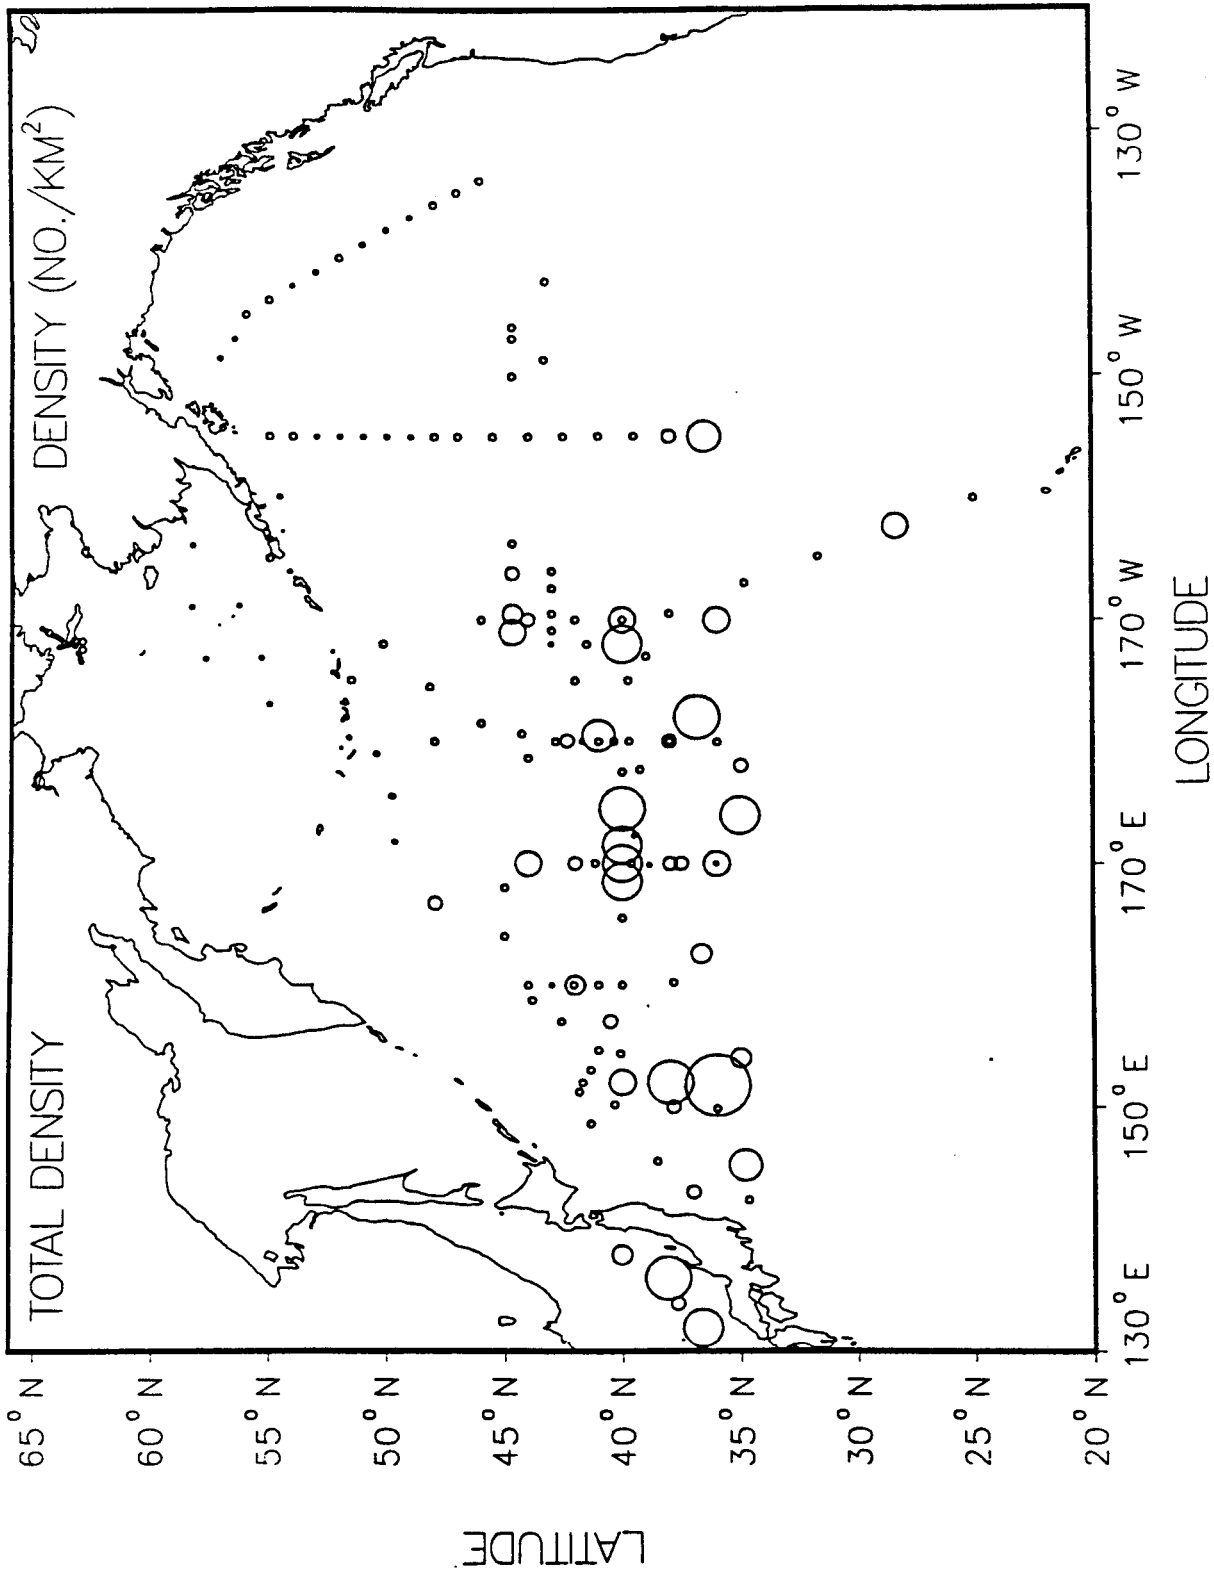 TOTAL DENSITY
DENSITY (NO./KM²)
65° N
60° N
55° N
50° N
45° N
40° N
35° N
30° N
25° N
20° N
LATITUDE
130° E
150° E
170° E
170° W
150° W
130° W
LONGITUDE